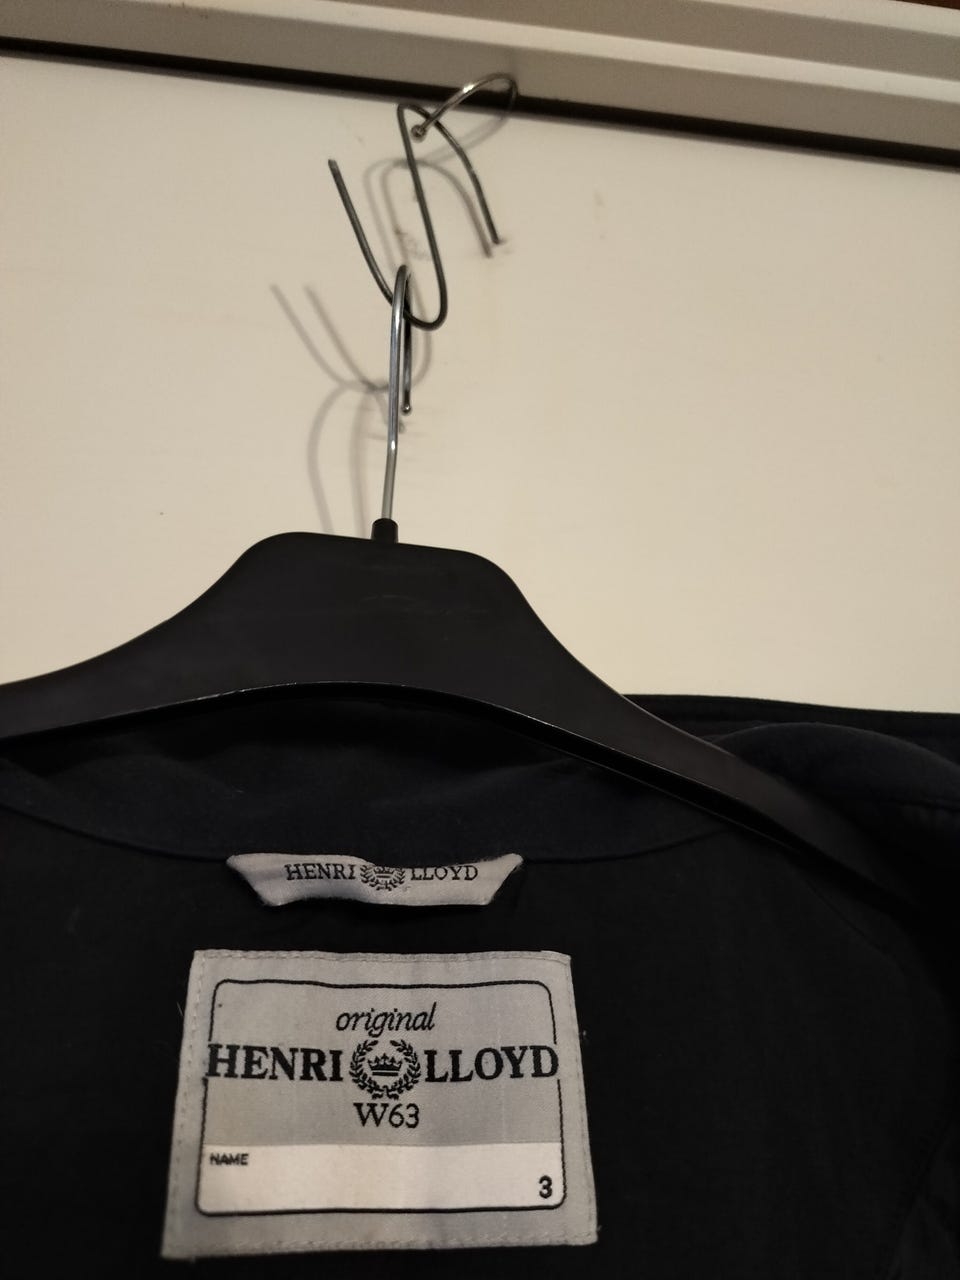 HENRI LLOYD
original
HENRI LLOYD
W63
NAME
3